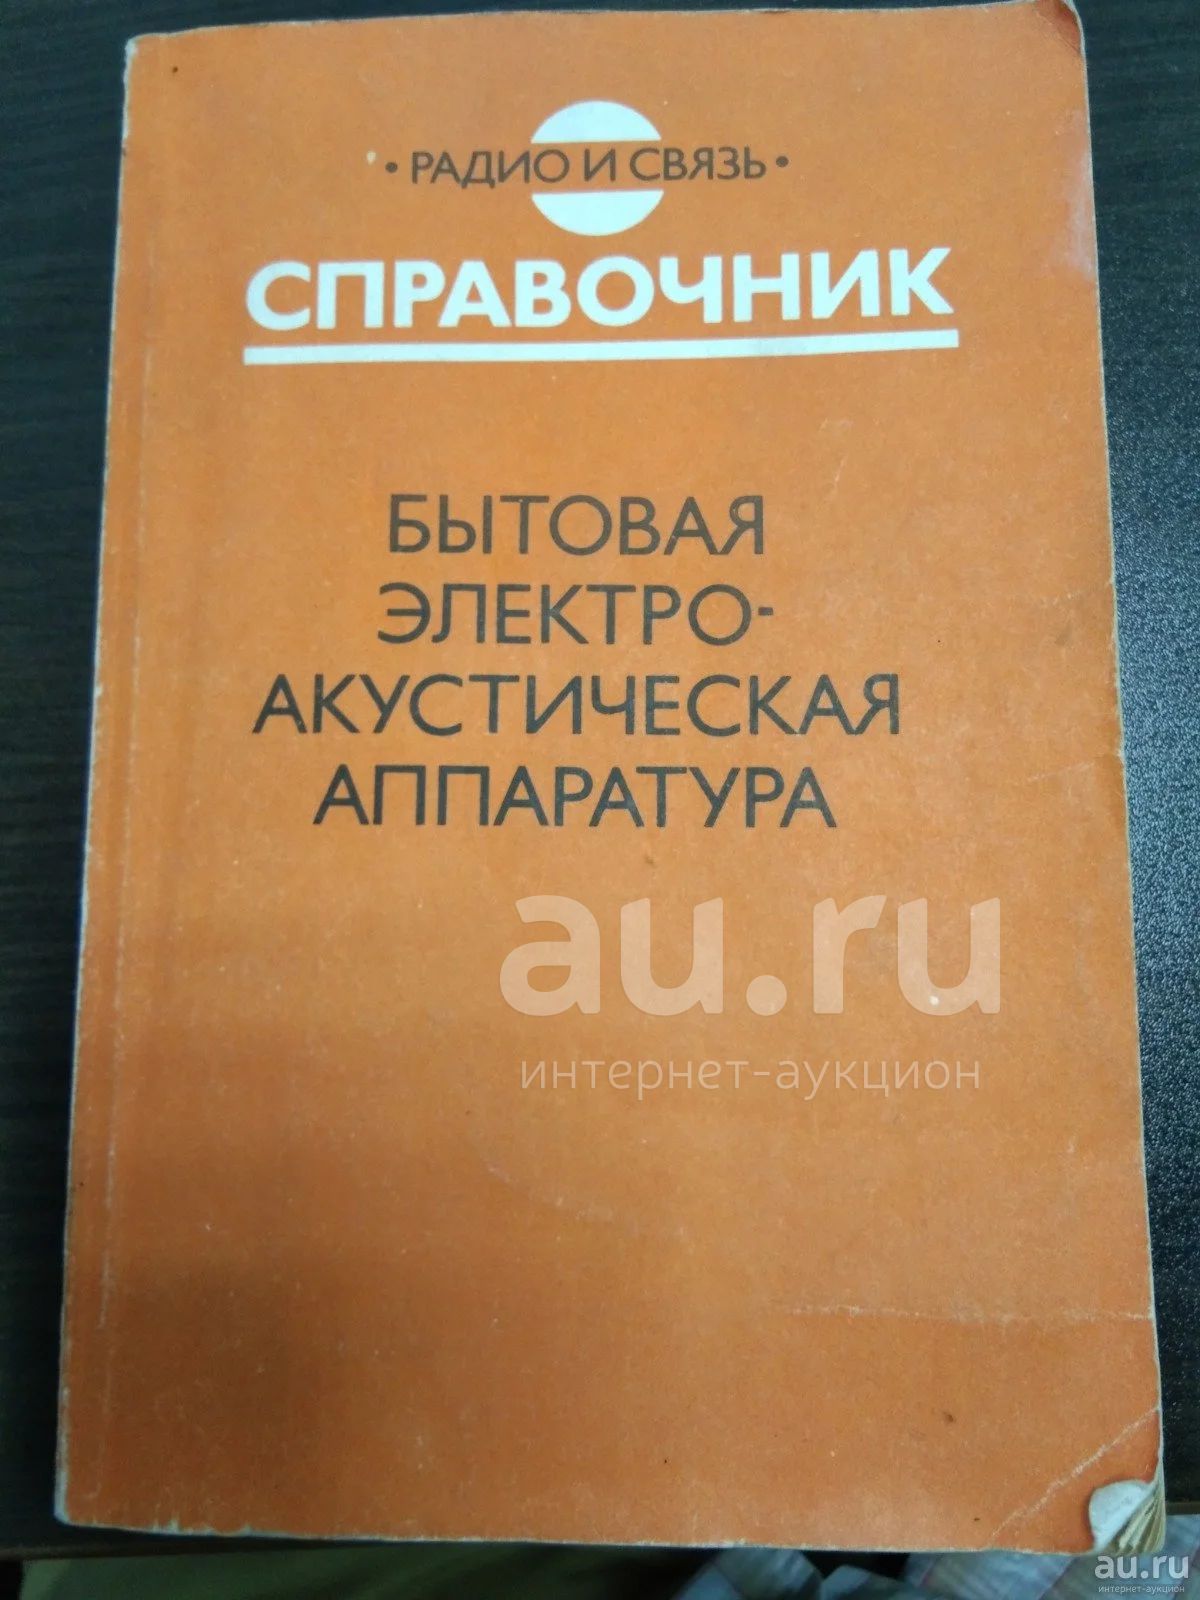 • РАДИО И СВЯЗЬ •
СПРАВОЧНИК
БЫТОВАЯ
ЭЛЕКТРО-
АКУСТИЧЕСКАЯ
АППАРАТУРА
au.ru
интернет-аукцион
au.ru
интернет-аукцион